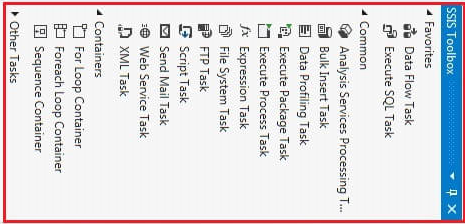 SSIS Toolbox
Favorites
Data Flow Task
Execute SQL Task
Common
Analysis Services Processing T...
Bulk Insert Task
Data Profiling Task
Execute Package Task
Execute Process Task
Expression Task
File System Task
FTP Task
Script Task
Send Mail Task
Web Service Task
XML Task
Containers
For Loop Container
Foreach Loop Container
Sequence Container
Other Tasks